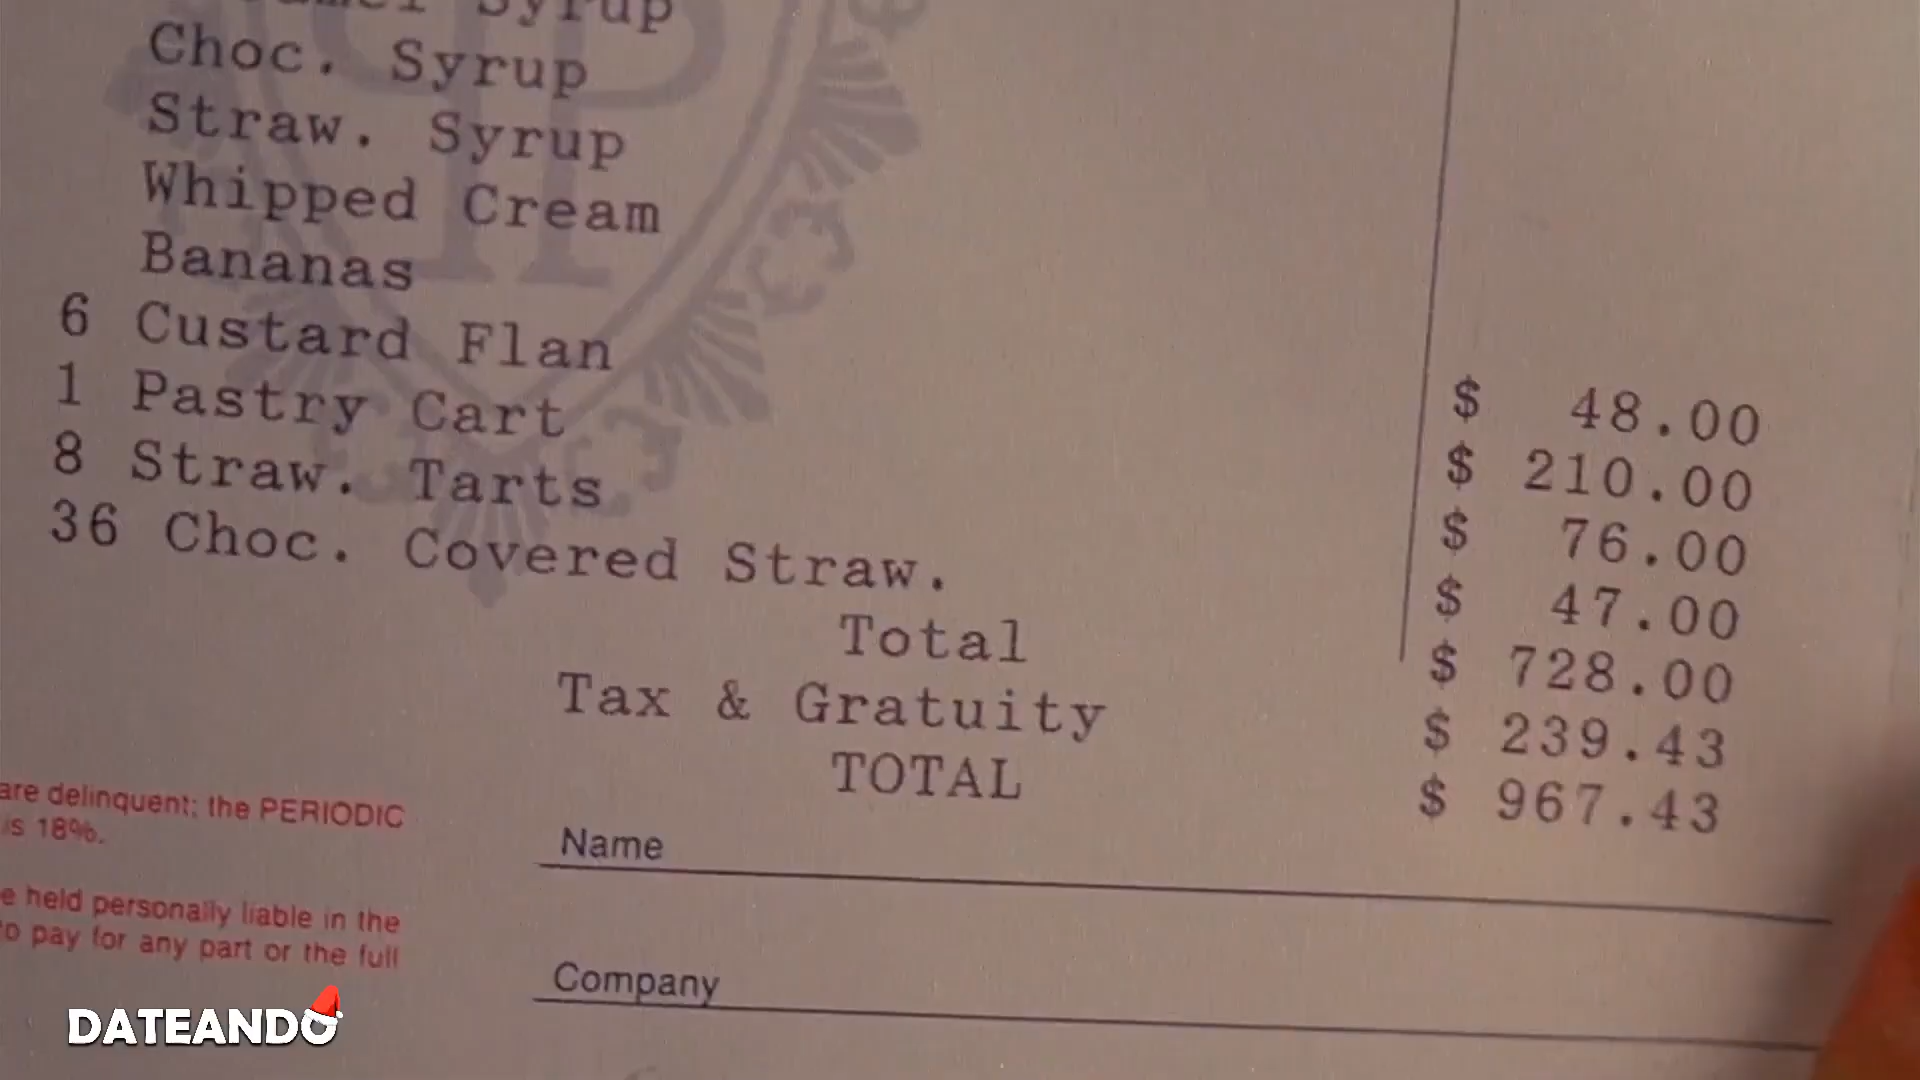 Syrup
Choc. Syrup
Straw. Syrup
Whipped Cream
Bananas
6 Custard Flan $ 48.00
1 Pastry Cart $ 210.00
8 Straw. Tarts $ 76.00
36 Choc. Covered Straw. $ 47.00
Total $ 728.00
Tax & Gratuity $ 239.43
TOTAL $ 967.43
are delinquent; the PERIODIC
is 18%.
held personally liable in the
to pay for any part or the full
Name
Company
DATEANDO